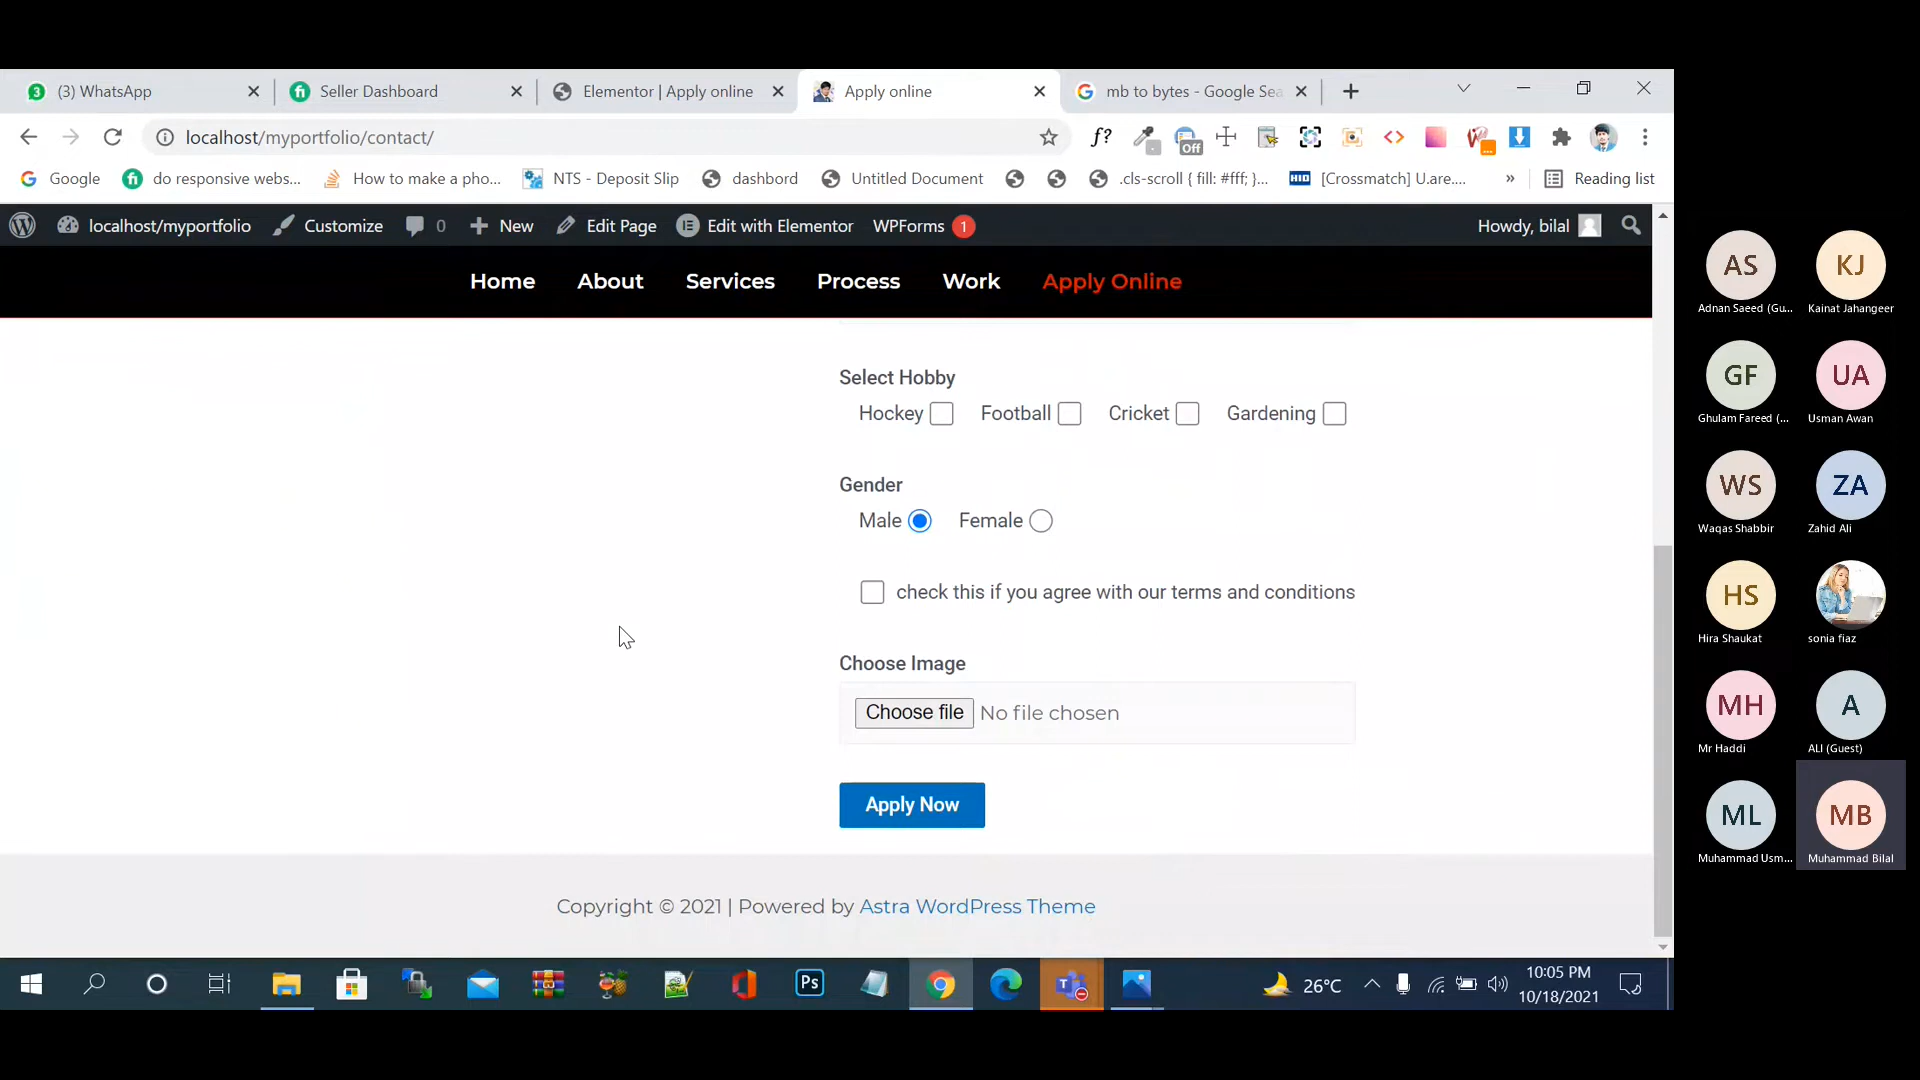 3 (3) WhatsApp
fi Seller Dashboard
Elementor | Apply online
Apply online
G mb to bytes - Google Sea
localhost/myportfolio/contact/
f?
Off
G Google
fi do responsive webs...
How to make a pho...
NTS - Deposit Slip
dashbord
Untitled Document
.cls-scroll { fill: #fff; }...
HID [Crossmatch] U.are....
» Reading list
localhost/myportfolio
Customize
0
New
Edit Page
Edit with Elementor
WPForms 1
Howdy, bilal
Home About Services Process Work Apply Online
Select Hobby
Hockey Football Cricket Gardening
Gender
Male Female
check this if you agree with our terms and conditions
Choose Image
Choose file No file chosen
Apply Now
Copyright © 2021 | Powered by Astra WordPress Theme
Ps
T
26°C
10:05 PM
10/18/2021
AS
Adnan Saeed (Gu...
KJ
Kainat Jahangeer
GF
Ghulam Fareed (...
UA
Usman Awan
WS
Waqas Shabbir
ZA
Zahid Ali
HS
Hira Shaukat
sonia fiaz
MH
Mr Haddi
A
ALI (Guest)
ML
Muhammad Usm...
MB
Muhammad Bilal